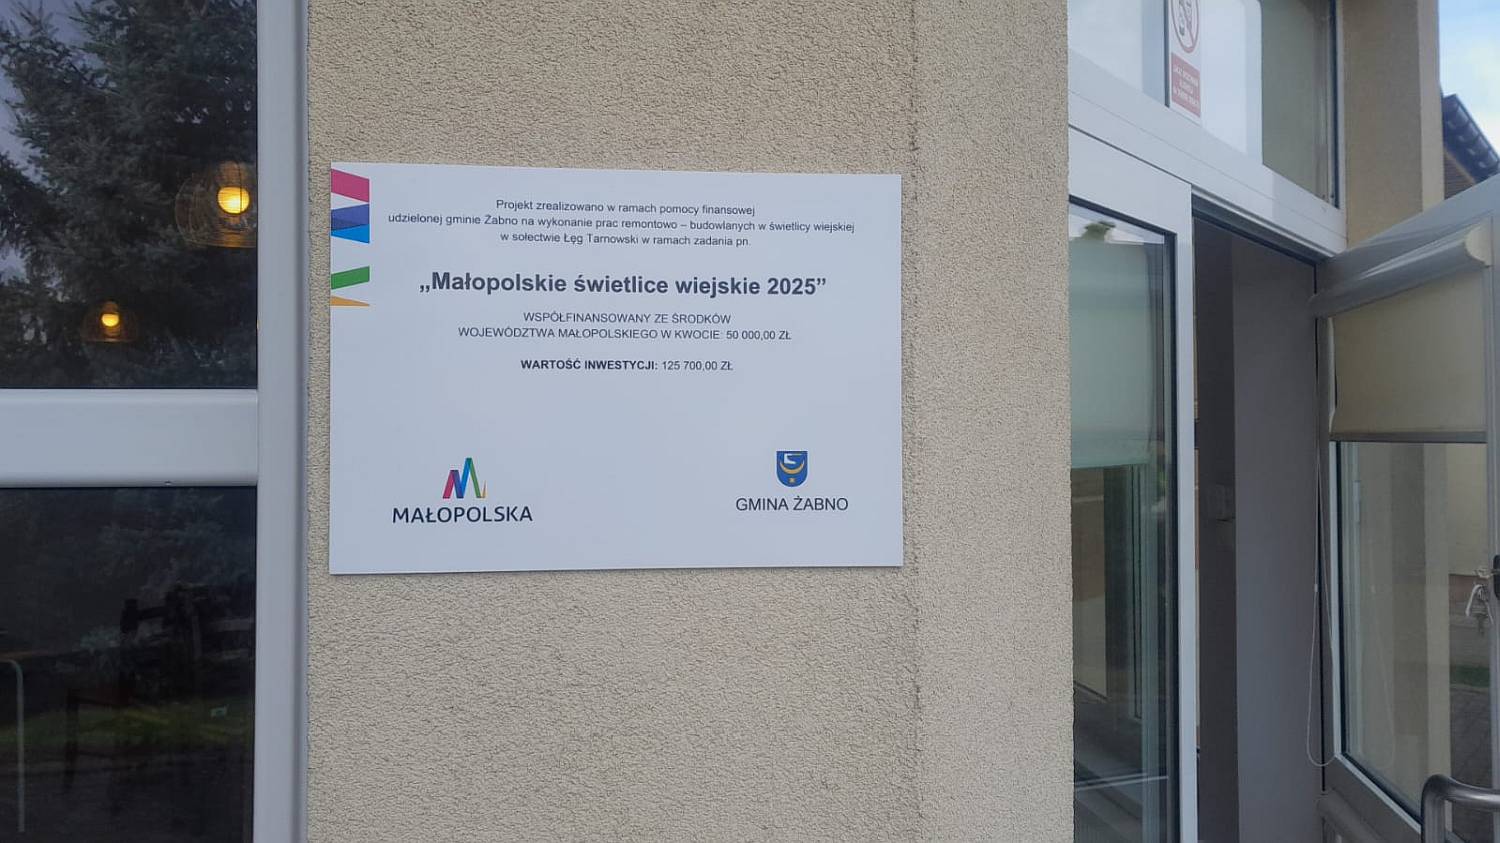 Projekt zrealizowano w ramach pomocy finansowej
udzielonej gminie Żabno na wykonanie prac remontowo – budowlanych w świetlicy wiejskiej
w sołectwie Łęg Tarnowski w ramach zadania pn.
„Małopolskie świetlice wiejskie 2025”
WSPÓŁFINANSOWANY ZE ŚRODKÓW
WOJEWÓDZTWA MAŁOPOLSKIEGO W KWOCIE: 50 000,00 ZŁ
WARTOŚĆ INWESTYCJI: 125 700,00 ZŁ
MAŁOPOLSKA
GMINA ŻABNO